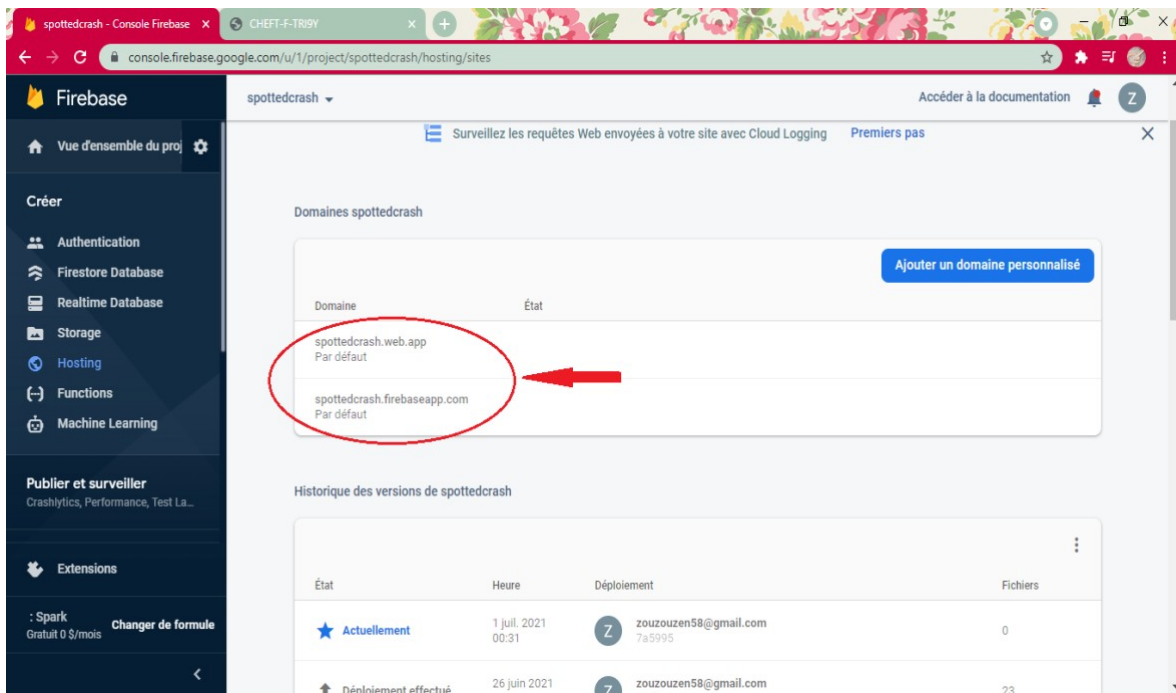 spottedcrash - Console Firebase
CHEFT-F-TRI9Y
console.firebase.google.com/u/1/project/spottedcrash/hosting/sites
Firebase
spottedcrash
Accéder à la documentation
Z
Vue d'ensemble du proj
Surveillez les requêtes Web envoyées à votre site avec Cloud Logging
Premiers pas
Créer
Authentication
Firestore Database
Realtime Database
Storage
Hosting
Functions
Machine Learning
Publier et surveiller
Crashlytics, Performance, Test La...
Extensions
: Spark
Gratuit 0 $/mois
Changer de formule
Domaines spottedcrash
Ajouter un domaine personnalisé
Domaine État
spottedcrash.web.app
Par défaut
spottedcrash.firebaseapp.com
Par défaut
Historique des versions de spottedcrash
État Heure Déploiement Fichiers
Actuellement 1 juil. 2021 Z zouzouzen58@gmail.com 0
00:31 7a5995
Déploiement effectué 26 juin 2021 Z zouzouzen58@gmail.com 23